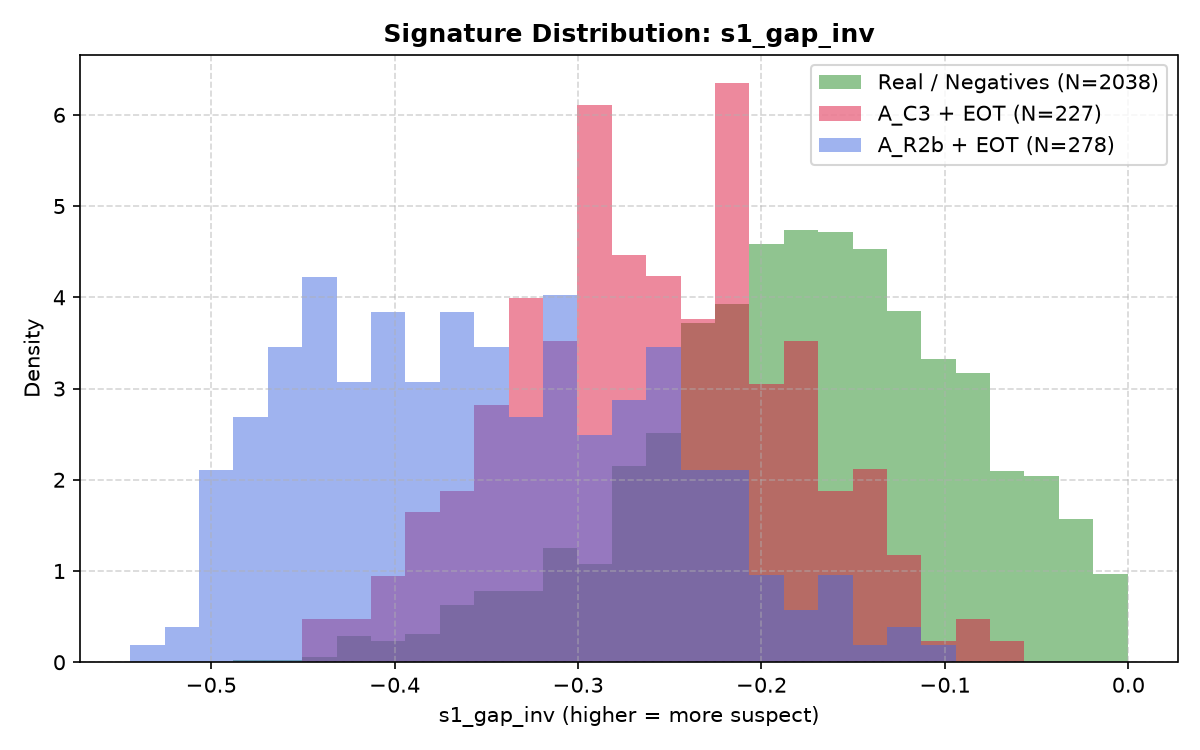 Signature Distribution: s1_gap_inv
Real / Negatives (N=2038)
A_C3 + EOT (N=227)
A_R2b + EOT (N=278)
Density
6
5
4
3
2
1
0
−0.5
−0.4
−0.3
−0.2
−0.1
0.0
s1_gap_inv (higher = more suspect)